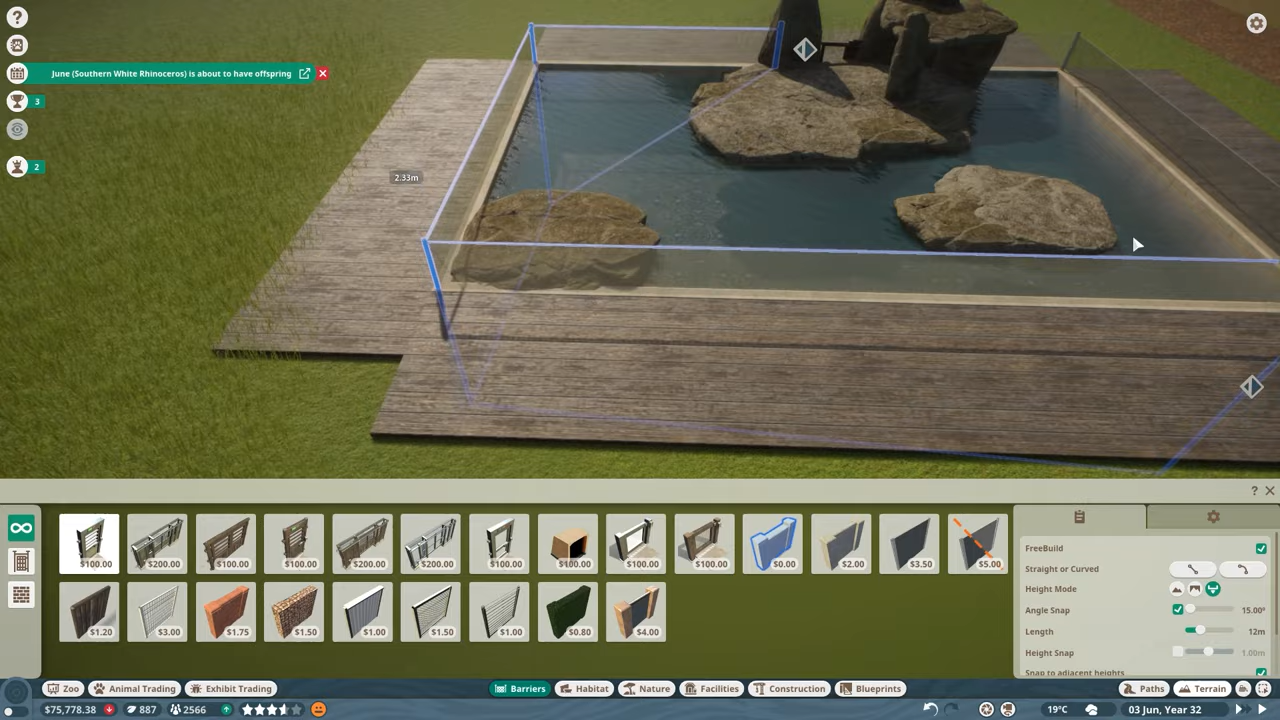 ?
June (Southern White Rhinoceros) is about to have offspring
3
2
2.33m
?
$100.00 $200.00 $100.00 $100.00 $200.00 $200.00 $100.00 $100.00 $100.00 $100.00 $0.00 $2.00 $3.50 $5.00
$1.20 $3.00 $1.75 $1.50 $1.00 $1.50 $1.00 $0.80 $4.00
FreeBuild
Straight or Curved
Height Mode
Angle Snap 15.00°
Length 12m
Height Snap 1.00m
Snap to adjacent heights
Zoo Animal Trading Exhibit Trading Barriers Habitat Nature Facilities Construction Blueprints Paths Terrain
$75,778.38 887 2566 19°C 03 Jun, Year 32